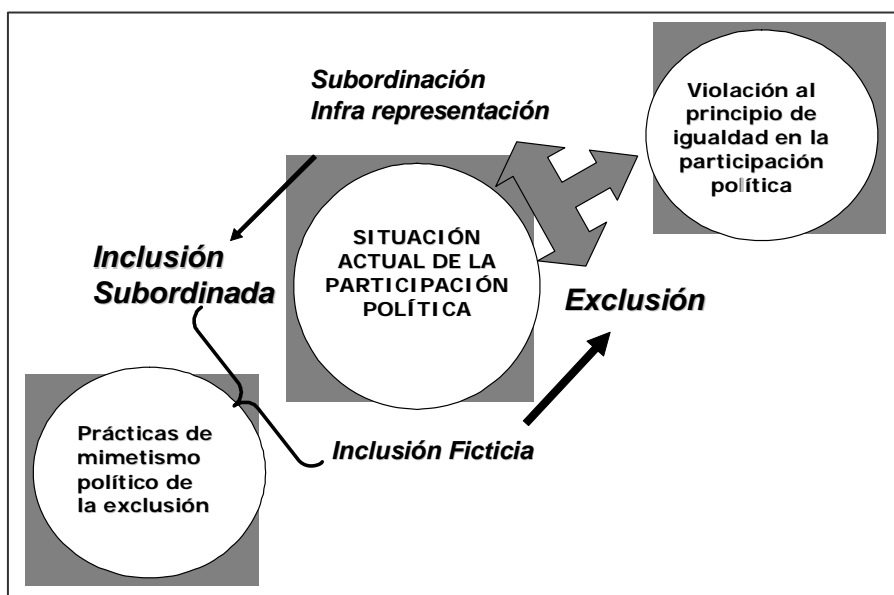 Subordinación
Infra representación
Violación al
principio de
igualdad en la
participación
política
SITUACIÓN
ACTUAL DE LA
PARTICIPACIÓN
POLÍTICA
Inclusión
Subordinada
Exclusión
Prácticas de
mimetismo
político de
la exclusión
Inclusión Ficticia